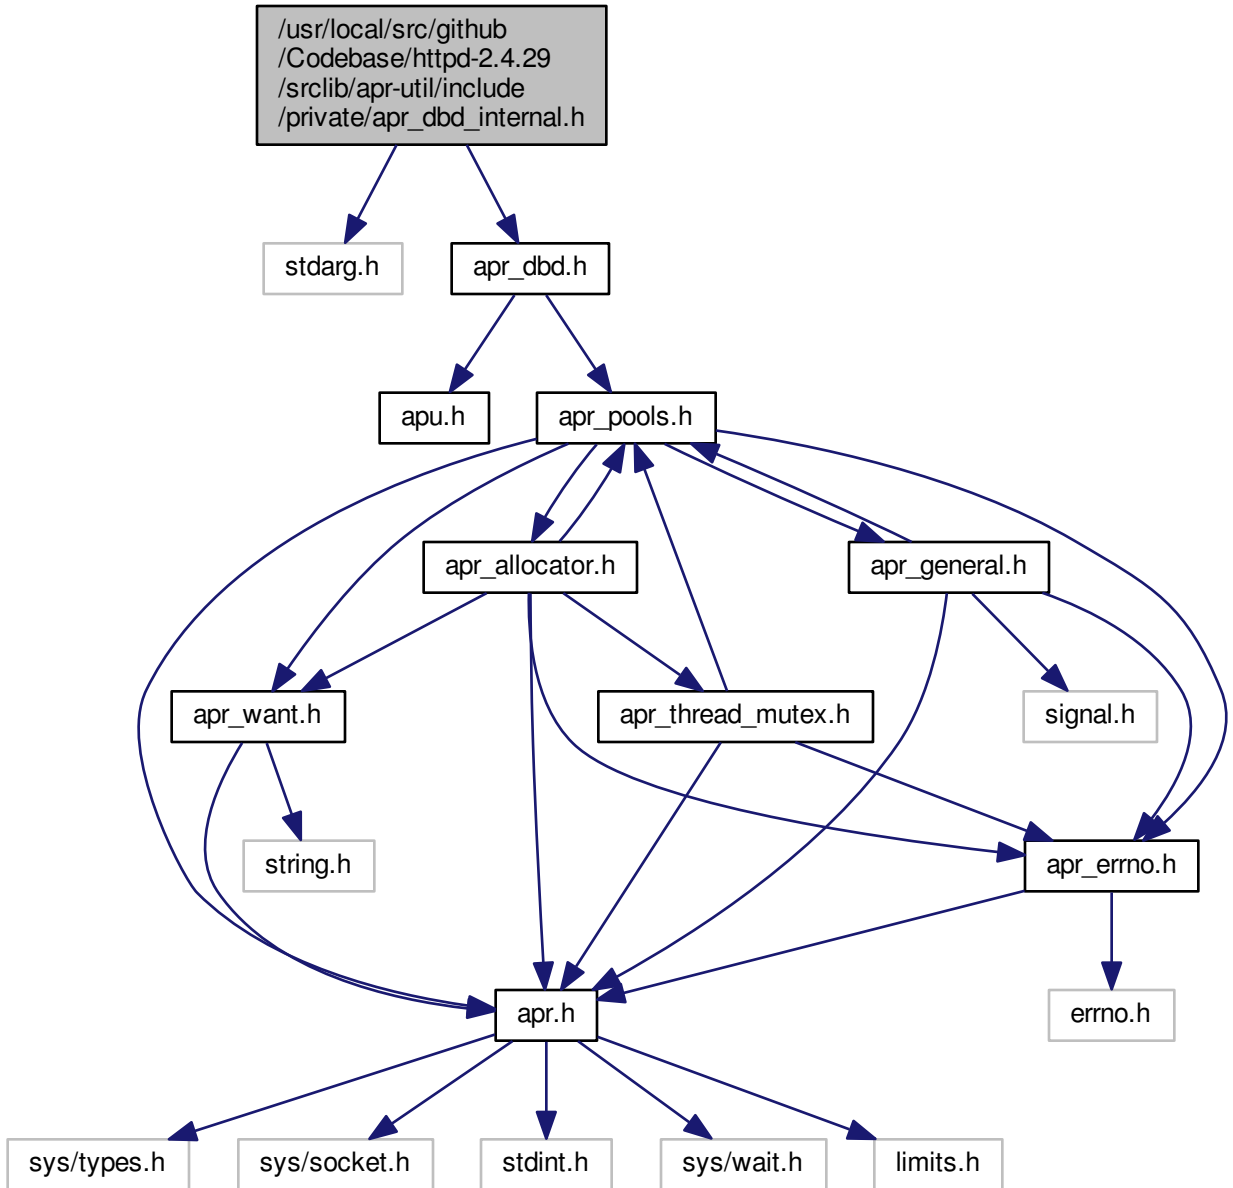 /usr/local/src/github
/Codebase/httpd-2.4.29
/srclib/apr-util/include
/private/apr_dbd_internal.h
stdarg.h
apr_dbd.h
apu.h
apr_pools.h
apr_allocator.h
apr_general.h
apr_want.h
apr_thread_mutex.h
signal.h
string.h
apr_errno.h
apr.h
errno.h
sys/types.h
sys/socket.h
stdint.h
sys/wait.h
limits.h